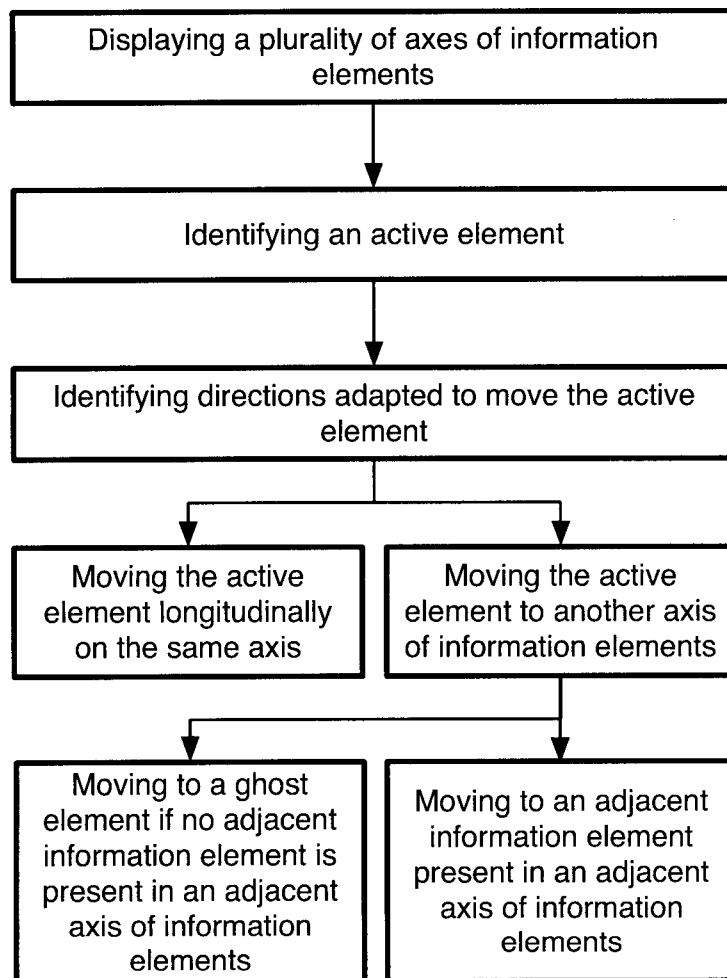 Displaying a plurality of axes of information
elements
Identifying an active element
Identifying directions adapted to move the active
element
Moving the active
element longitudinally
on the same axis
Moving the active
element to another axis
of information elements
Moving to a ghost
element if no adjacent
information element is
present in an adjacent
axis of information
elements
Moving to an adjacent
information element
present in an adjacent
axis of information
elements